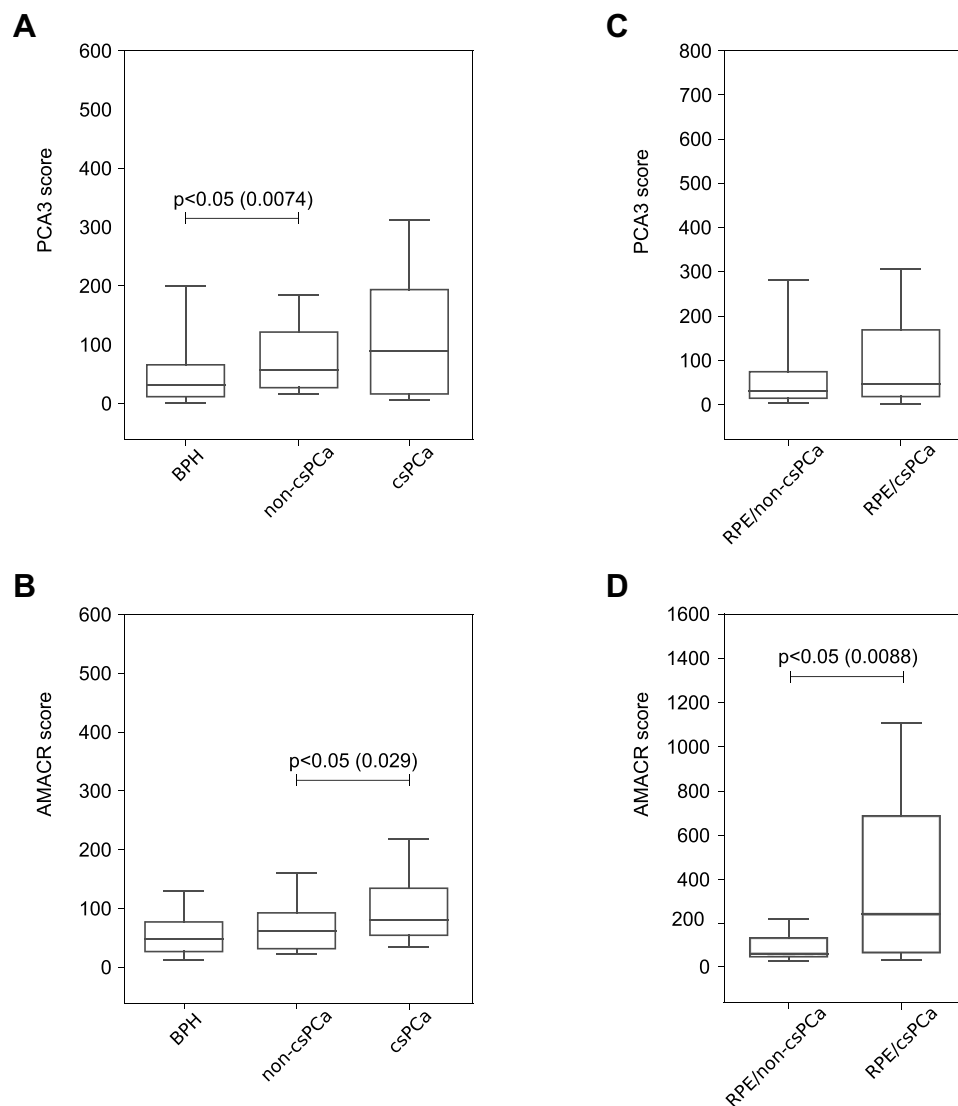 A
PCA3 score
600
500
400
300
200
100
0
p<0.05 (0.0074)
BPH
non-csPCa
csPCa
C
PCA3 score
800
700
600
500
400
300
200
100
0
RPE/non-csPCa
RPE/csPCa
B
AMACR score
600
500
400
300
200
100
0
p<0.05 (0.029)
BPH
non-csPCa
csPCa
D
AMACR score
1600
1400
1200
1000
800
600
400
200
0
p<0.05 (0.0088)
RPE/non-csPCa
RPE/csPCa